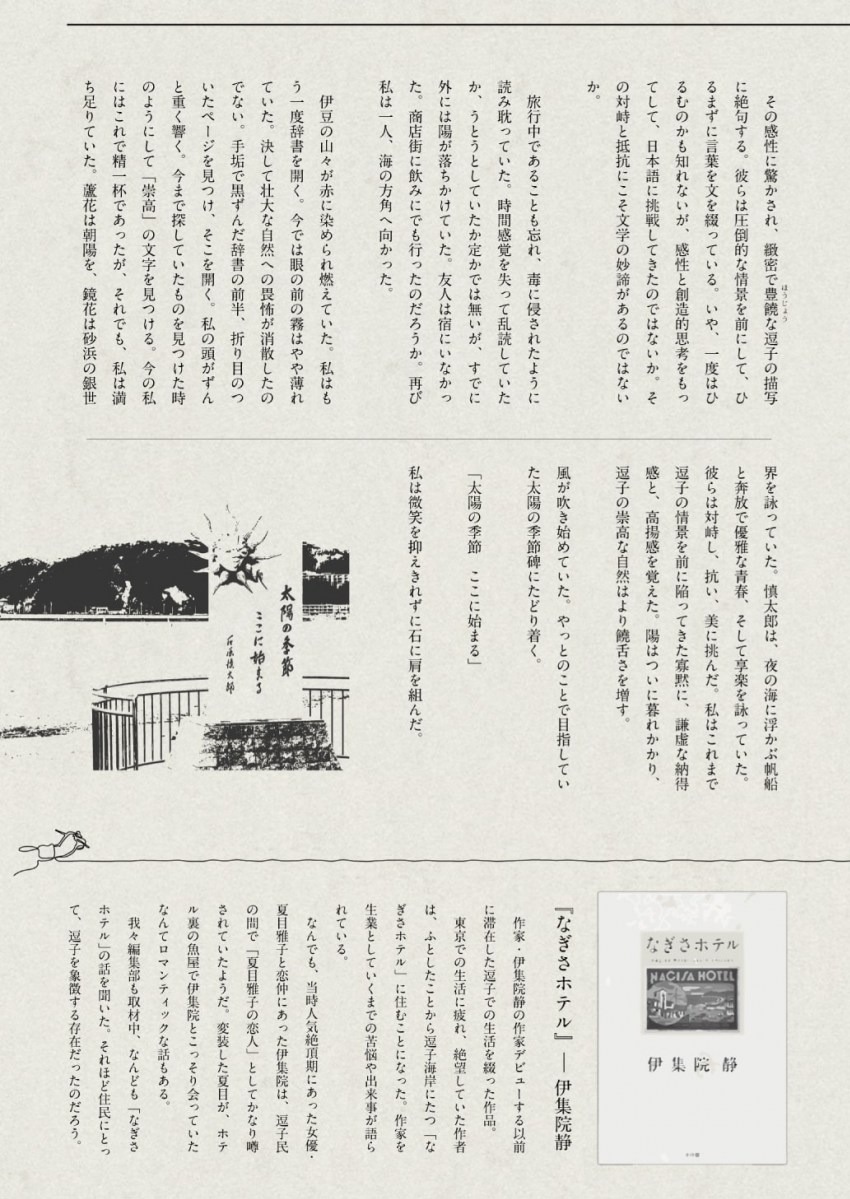 その感性に驚かされ、緻密で豊饒な逗子の描写
ほうじょう
に絶句する。彼らは圧倒的な情景を前にして、ひ
るまずに言葉を文を綴っている。いや、一度はひ
るむのかも知れないが、感性と創造的思考をもっ
てして、日本語に挑戦してきたのではないか。そ
の対峙と抵抗にこそ文学の妙諦があるのではない
か。
旅行中であることも忘れ、毒に侵されたように
読み耽っていた。時間感覚を失って乱読していた
か、うとうとしていたか定かでは無いが、すでに
外には陽が落ちかけていた。友人は宿にいなかっ
た。商店街に飲みにでも行ったのだろうか。再び
私は一人、海の方角へ向かった。
伊豆の山々が赤に染められ燃えていた。私はも
う一度辞書を開く。今では眼の前の霧はやや薄れ
ていた。決して壮大な自然への畏怖が消散したの
でない。手垢で黒ずんだ辞書の前半、折り目のつ
いたページを見つけ、そこを開く。私の頭がずん
と重く響く。今まで探していたものを見つけた時
のようにして「崇高」の文字を見つける。今の私
にはこれで精一杯であったが、それでも、私は満
ち足りていた。蘆花は朝陽を、鏡花は砂浜の銀世
界を詠っていた。慎太郎は、夜の海に浮かぶ帆船
と奔放で優雅な青春、そして享楽を詠っていた。
彼らは対峙し、抗い、美に挑んだ。私はこれまで
逗子の情景を前に陥ってきた寡黙に、謙虚な納得
感と、高揚感を覚えた。陽はついに暮れかかり、
逗子の崇高な自然はより饒舌さを増す。
風が吹き始めていた。やっとのことで目指してい
た太陽の季節碑にたどり着く。
「太陽の季節　ここに始まる」
私は微笑を抑えきれずに石に肩を組んだ。
太陽の季節
ここに始まる
石原慎太郎
なぎさホテル
NAGISA HOTEL
伊集院 静
小学館
『なぎさホテル』― 伊集院静
作家・伊集院静の作家デビューする以前
に滞在した逗子での生活を綴った作品。
東京での生活に疲れ、絶望していた作者
は、ふとしたことから逗子海岸にたつ「な
ぎさホテル」に住むことになった。作家を
生業としていくまでの苦悩や出来事が語ら
れている。
なんでも、当時人気絶頂期にあった女優・
夏目雅子と恋仲にあった伊集院は、逗子民
の間で「夏目雅子の恋人」としてかなり噂
されていたようだ。変装した夏目が、ホテ
ル裏の魚屋で伊集院とこっそり会っていた
なんてロマンティックな話もある。
我々編集部も取材中、なんども「なぎさ
ホテル」の話を聞いた。それほど住民にとっ
て、逗子を象徴する存在だったのだろう。